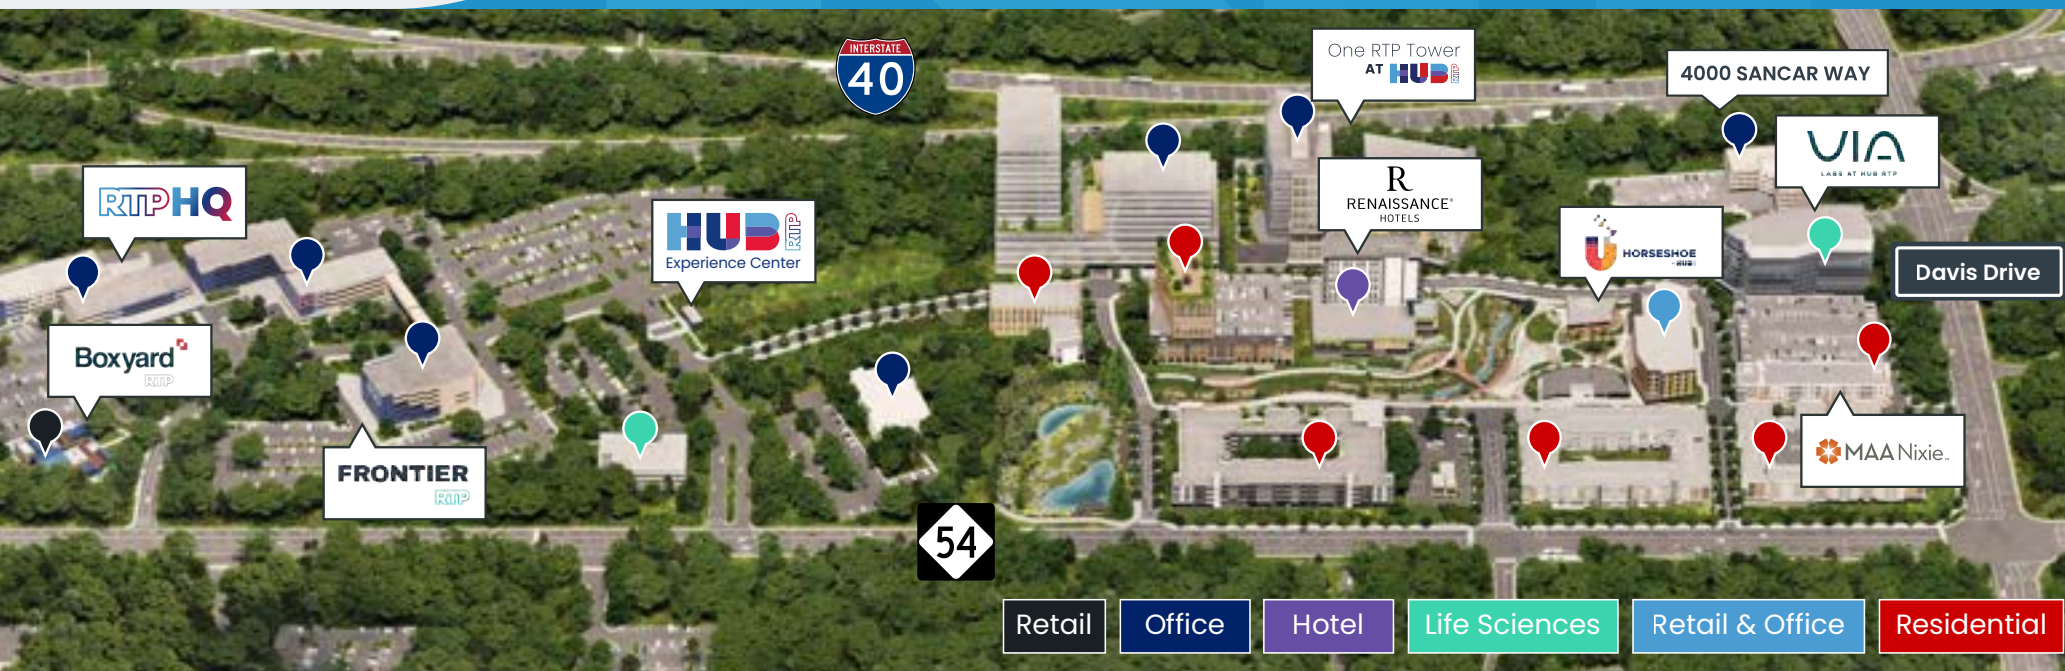 INTERSTATE
40
One RTP Tower
AT HUB RTP
4000 SANCAR WAY
VIA
LABS AT HUB RTP
RTP HQ
RENAISSANCE
HOTELS
HUB RTP
Experience Center
HORSESHOE
HUB
Davis Drive
Boxyard
RTP
FRONTIER
RTP
MAA Nixie
54
Retail
Office
Hotel
Life Sciences
Retail & Office
Residential